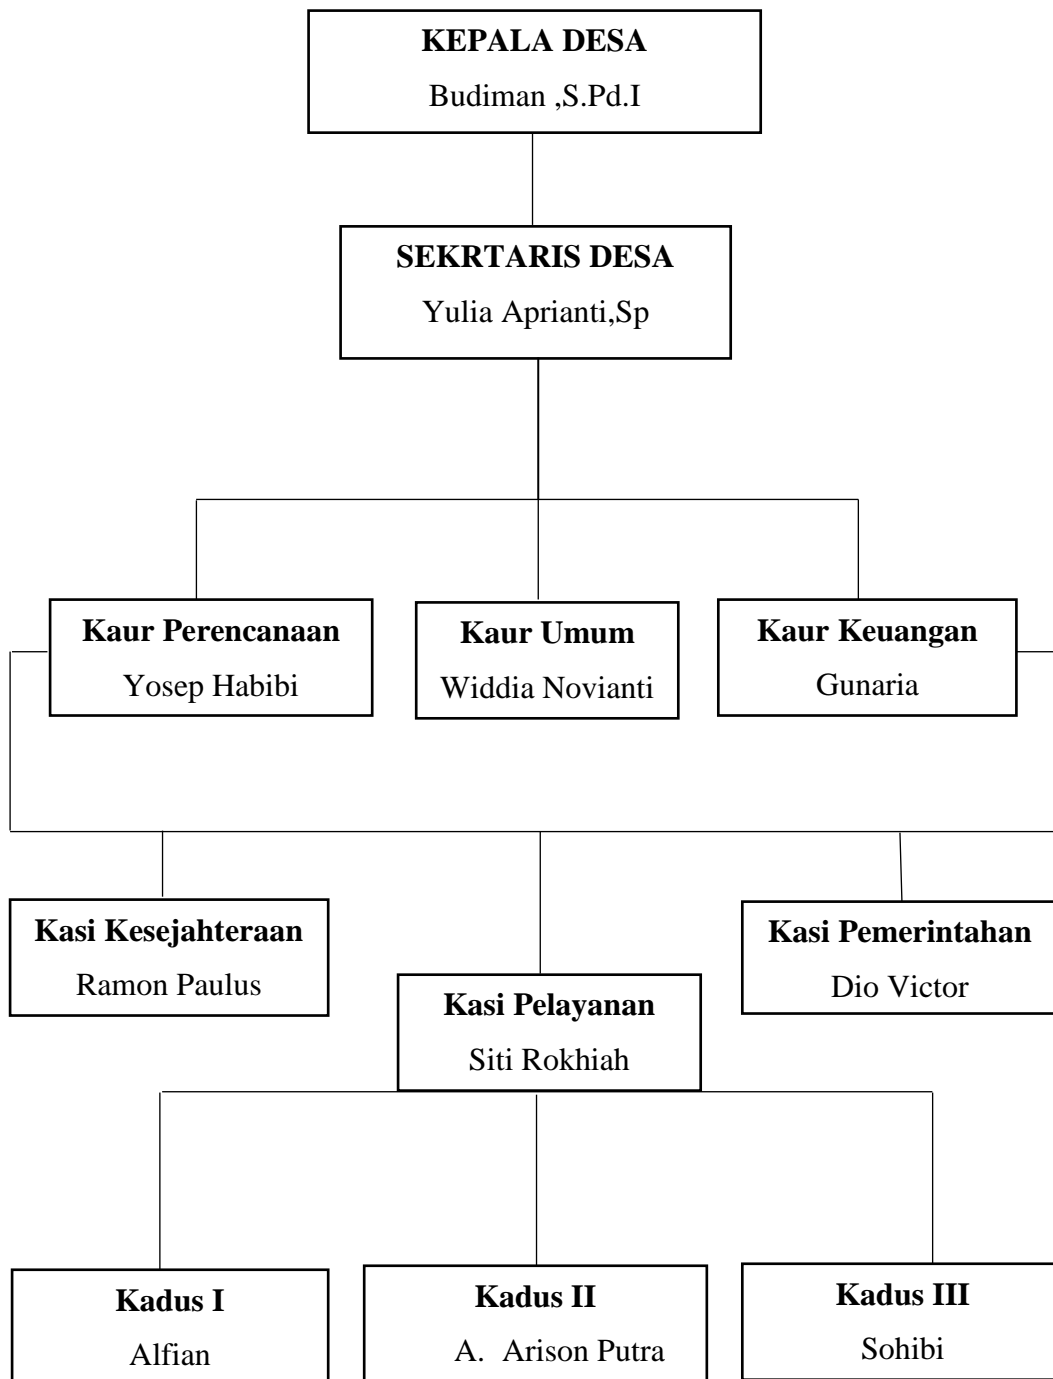 KEPALA DESA
Budiman ,S.Pd.I
SEKRTARIS DESA
Yulia Aprianti,Sp
Kaur Perencanaan
Yosep Habibi
Kaur Umum
Widdia Novianti
Kaur Keuangan
Gunaria
Kasi Kesejahteraan
Ramon Paulus
Kasi Pelayanan
Siti Rokhiah
Kasi Pemerintahan
Dio Victor
Kadus I
Alfian
Kadus II
A. Arison Putra
Kadus III
Sohibi